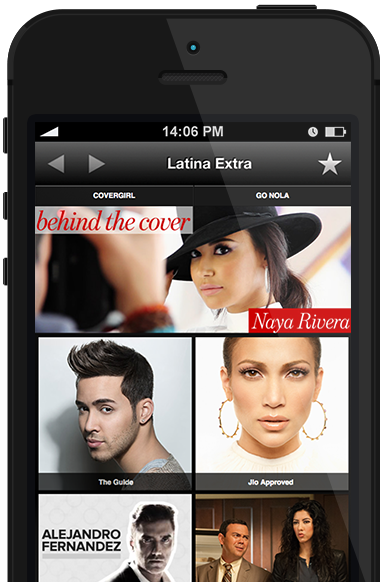 14:06 PM
Latina Extra
COVERGIRL
GO NOLA
behind the cover
Naya Rivera
The Guide
Jlo Approved
ALEJANDRO
FERNANDEZ